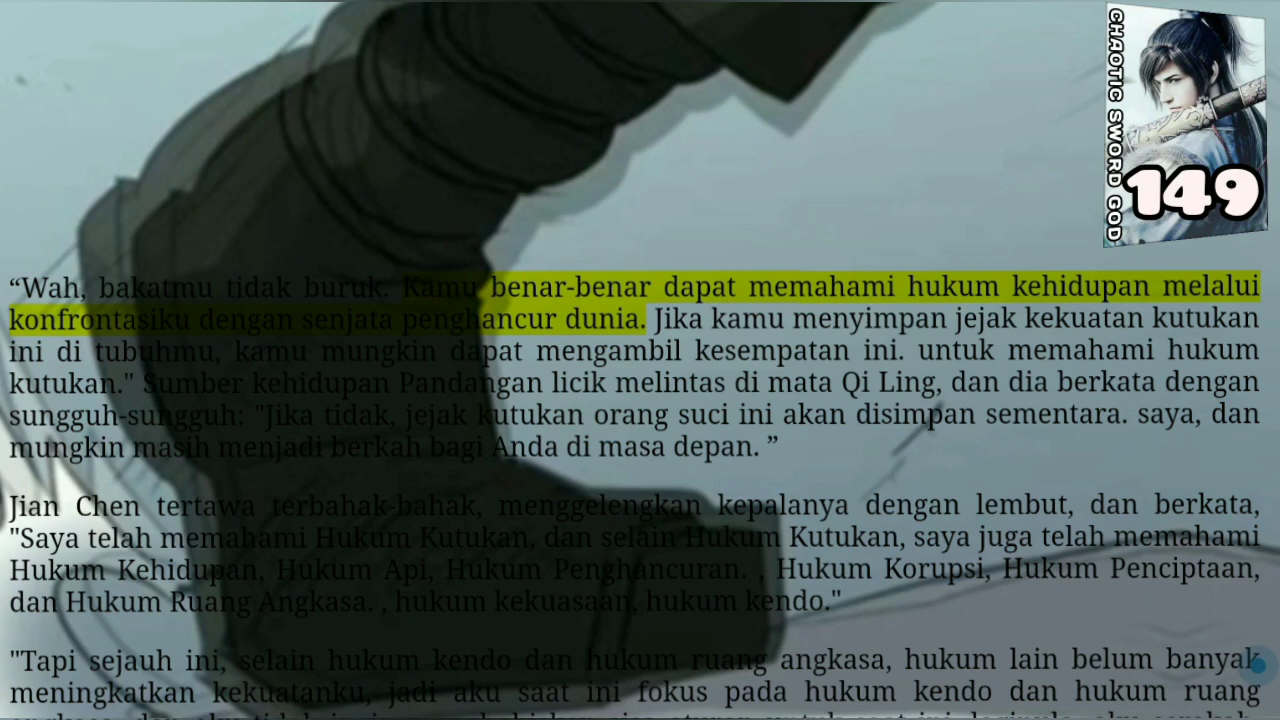 CHAOTIC SWORD GOD
149
“Wah, bakatmu tidak buruk. Kamu benar-benar dapat memahami hukum kehidupan melalui
konfrontasiku dengan senjata penghancur dunia. Jika kamu menyimpan jejak kekuatan kutukan
ini di tubuhmu, kamu mungkin dapat mengambil kesempatan ini. untuk memahami hukum
kutukan." Sumber kehidupan Pandangan licik melintas di mata Qi Ling, dan dia berkata dengan
sungguh-sungguh: "Jika tidak, jejak kutukan orang suci ini akan disimpan sementara. saya, dan
mungkin masih menjadi berkah bagi Anda di masa depan. ”
Jian Chen tertawa terbahak-bahak, menggelengkan kepalanya dengan lembut, dan berkata,
"Saya telah memahami Hukum Kutukan, dan selain Hukum Kutukan, saya juga telah memahami
Hukum Kehidupan, Hukum Api, Hukum Penghancuran. , Hukum Korupsi, Hukum Penciptaan,
dan Hukum Ruang Angkasa. , hukum kekuasaan, hukum kendo."
"Tapi sejauh ini, selain hukum kendo dan hukum ruang angkasa, hukum lain belum banyak
meningkatkan kekuatanku, jadi aku saat ini fokus pada hukum kendo dan hukum ruang